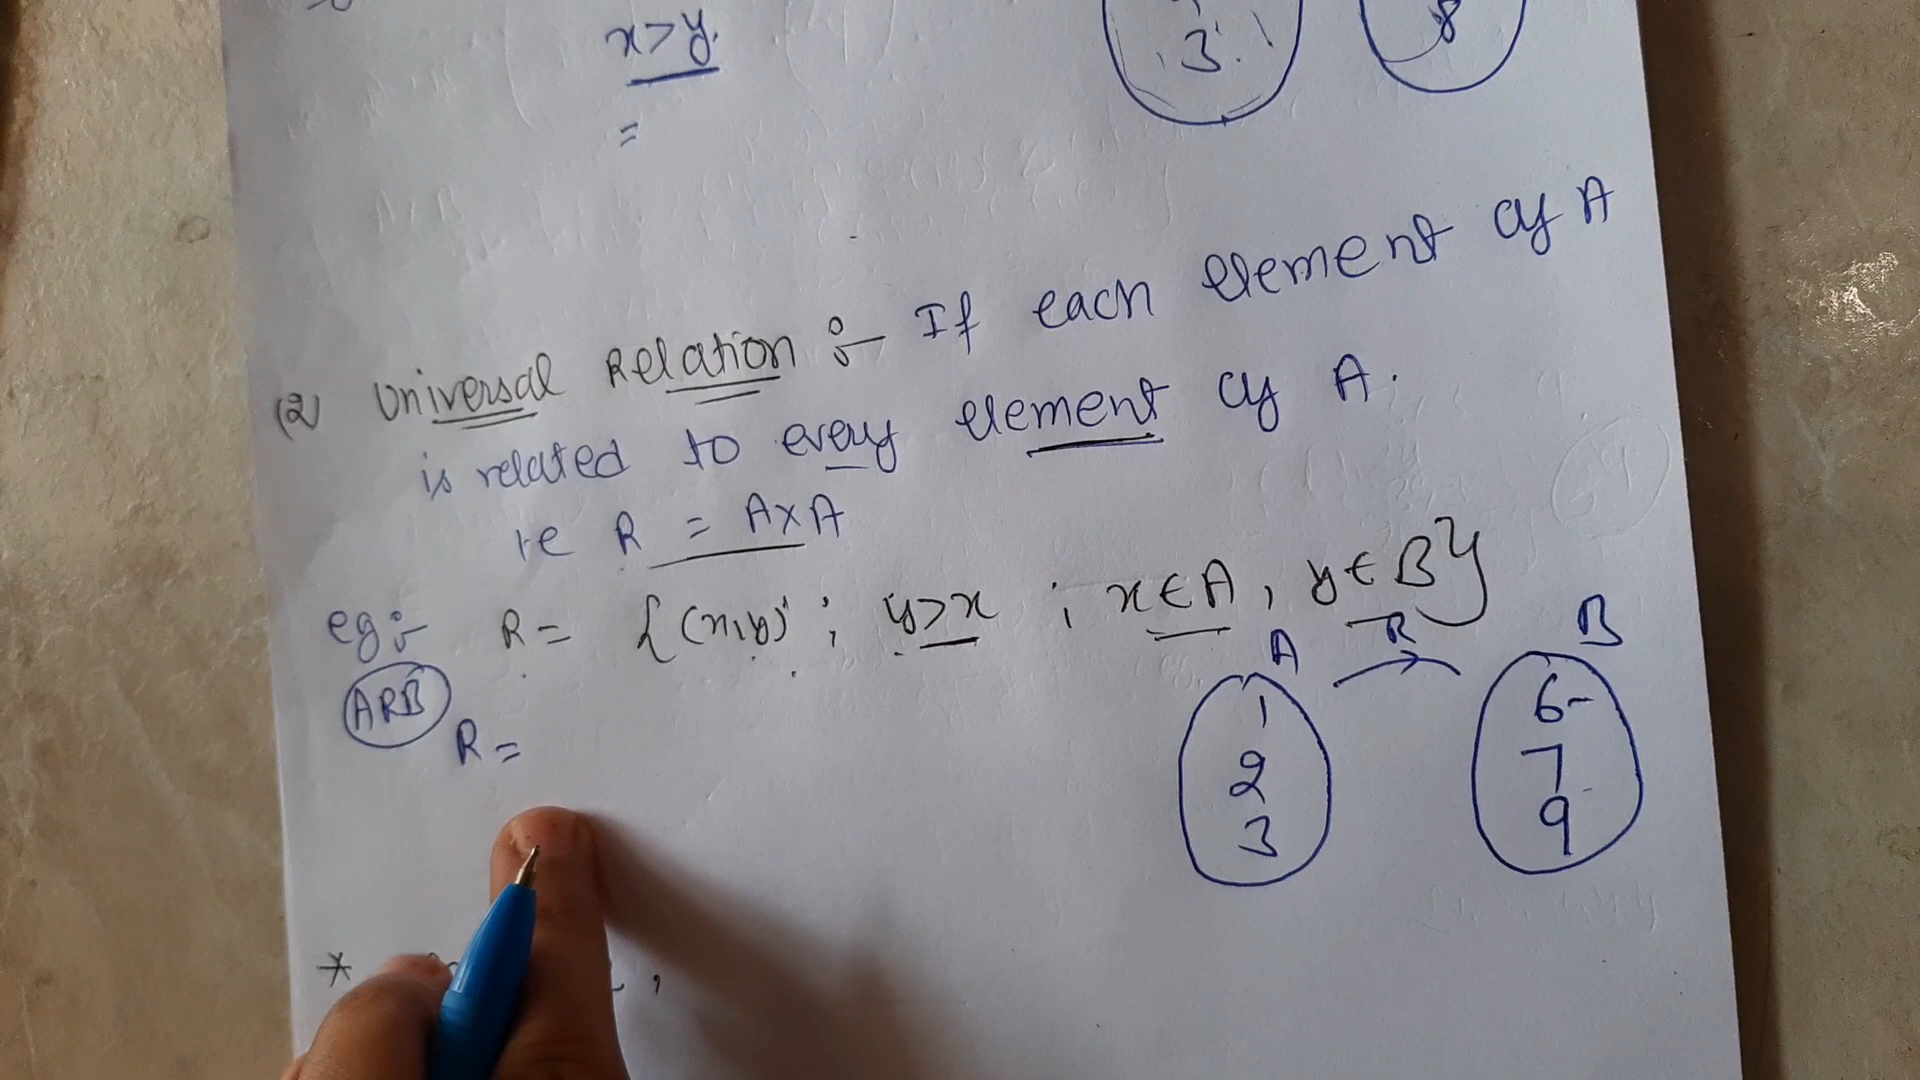 x>y.
=
3.
8
(2) Universal Relation :- If each element of A
is related to every element of A.
ie R = A×A
eg:- R = {(x,y) ; y>x ; x∈A, y∈B}
ARB
R =
A R B
1 6
2 7
3 9
*